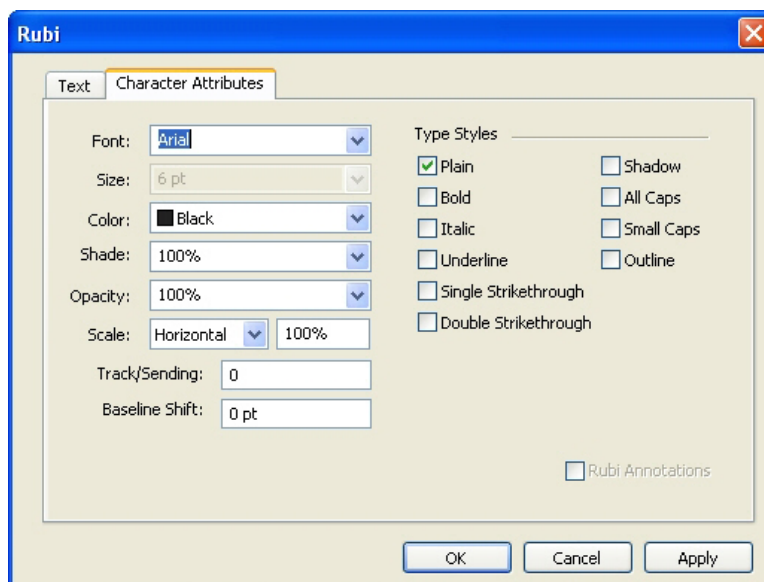 Rubi
Text
Character Attributes
Font: Arial
Size: 6 pt
Color: Black
Shade: 100%
Opacity: 100%
Scale: Horizontal 100%
Track/Sending: 0
Baseline Shift: 0 pt
Type Styles
Plain
Shadow
Bold
All Caps
Italic
Small Caps
Underline
Outline
Single Strikethrough
Double Strikethrough
Rubi Annotations
OK
Cancel
Apply